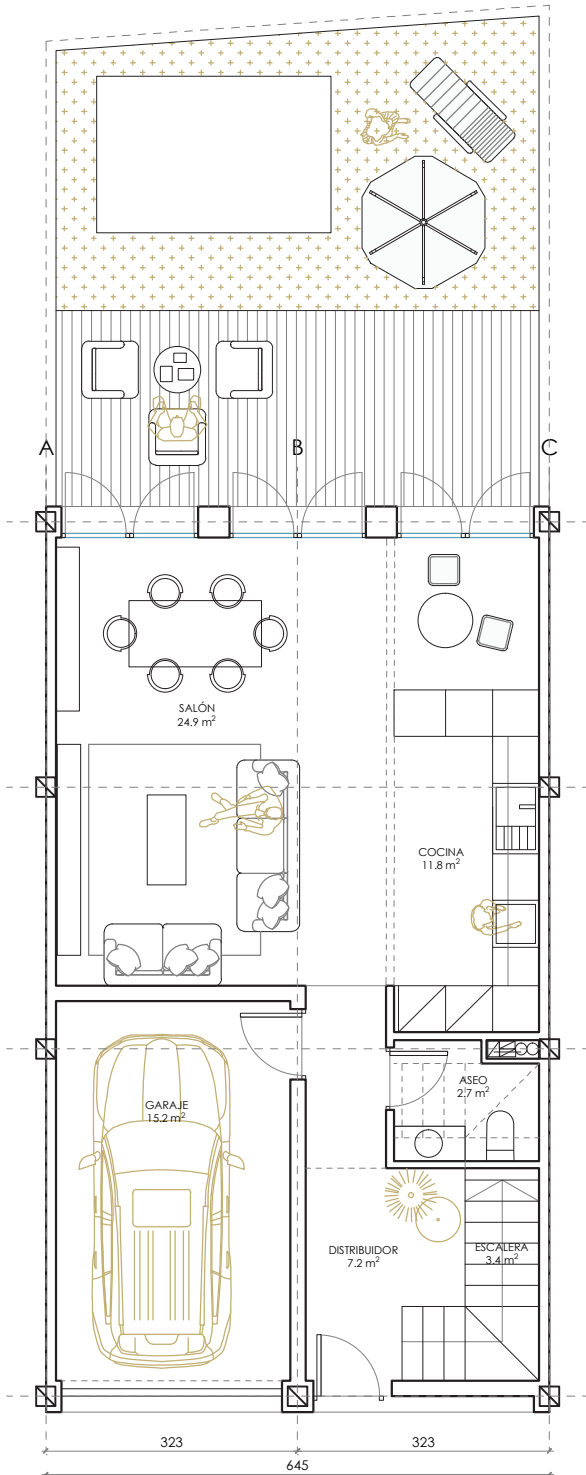 A
B
C
SALÓN
24.9 m²
COCINA
11.8 m²
ASEO
2.7 m²
GARAJE
15.2 m²
DISTRIBUIDOR
7.2 m²
ESCALERA
3.4 m²
323
323
645